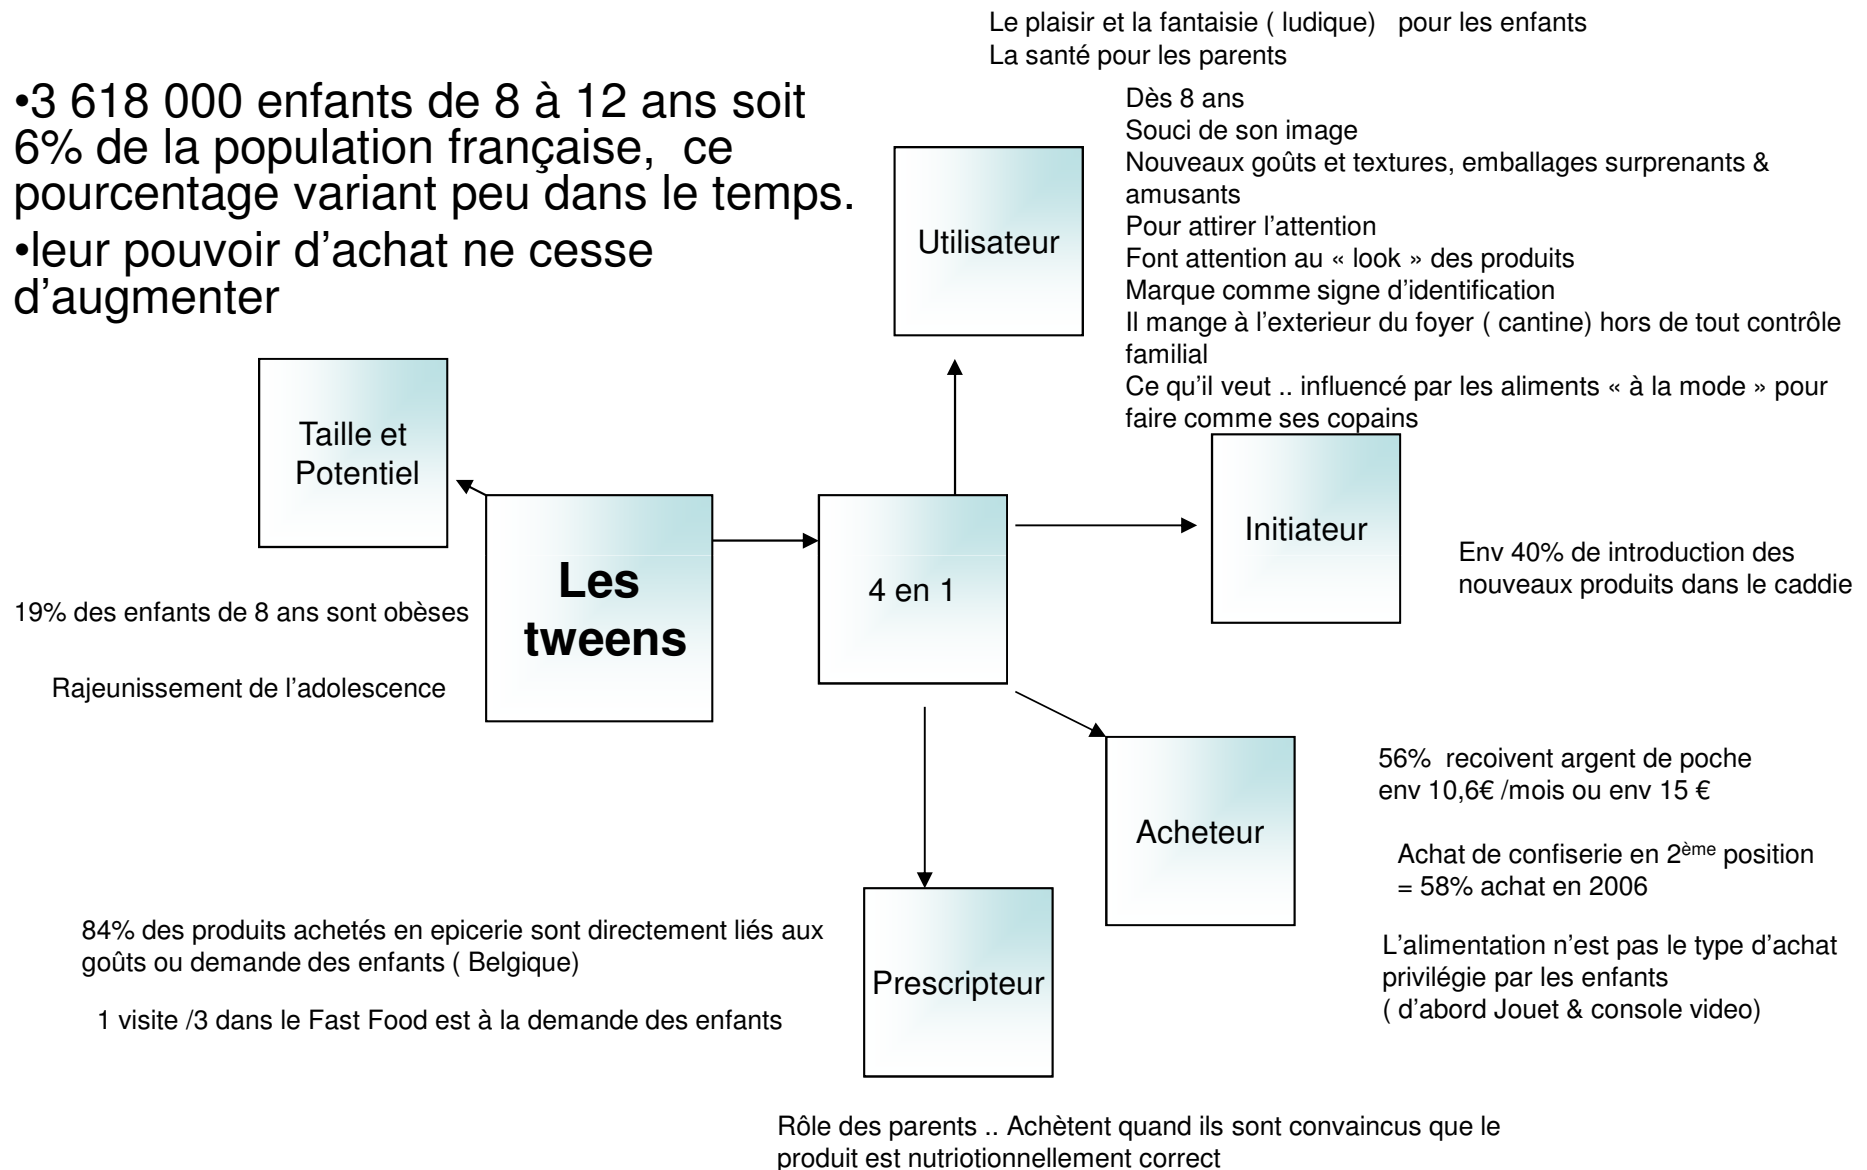 Le plaisir et la fantaisie ( ludique)   pour les enfants
La santé pour les parents
•3 618 000 enfants de 8 à 12 ans soit
6% de la population française,  ce
pourcentage variant peu dans le temps.
•leur pouvoir d’achat ne cesse
d’augmenter
Dès 8 ans
Souci de son image
Nouveaux goûts et textures, emballages surprenants &
amusants
Pour attirer l’attention
Font attention au « look » des produits
Marque comme signe d’identification
Il mange à l’exterieur du foyer ( cantine) hors de tout contrôle
familial
Ce qu’il veut .. influencé par les aliments « à la mode » pour
faire comme ses copains
Utilisateur
Taille et
Potentiel
Les
tweens
4 en 1
Initiateur
Env 40% de introduction des
nouveaux produits dans le caddie
19% des enfants de 8 ans sont obèses
Rajeunissement de l’adolescence
Acheteur
56%  recoivent argent de poche
env 10,6€ /mois ou env 15 €
Achat de confiserie en 2ème position
= 58% achat en 2006
L’alimentation n’est pas le type d’achat
privilégie par les enfants
( d’abord Jouet & console video)
84% des produits achetés en epicerie sont directement liés aux
goûts ou demande des enfants ( Belgique)
1 visite /3 dans le Fast Food est à la demande des enfants
Prescripteur
Rôle des parents .. Achètent quand ils sont convaincus que le
produit est nutriotionnellement correct